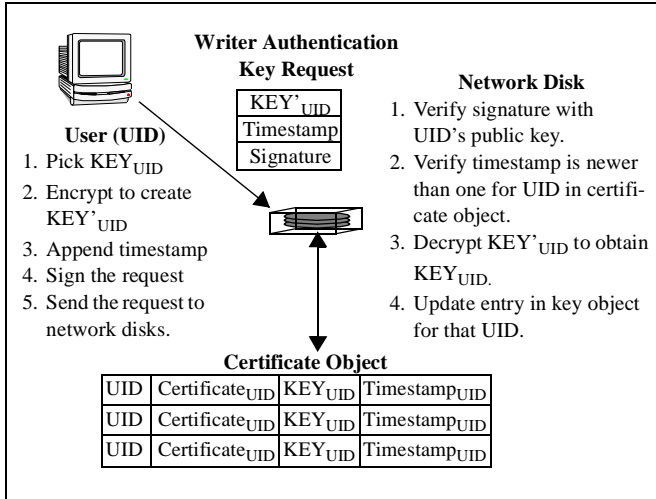 Writer Authentication
Key Request
KEY’UID
Timestamp
Signature
User (UID)
1. Pick KEYUID
2. Encrypt to create
KEY’UID
3. Append timestamp
4. Sign the request
5. Send the request to
network disks.
Network Disk
1. Verify signature with
UID’s public key.
2. Verify timestamp is newer
than one for UID in certifi-
cate object.
3. Decrypt KEY’UID to obtain
KEYUID.
4. Update entry in key object
for that UID.
Certificate Object
UID CertificateUID KEYUID TimestampUID
UID CertificateUID KEYUID TimestampUID
UID CertificateUID KEYUID TimestampUID